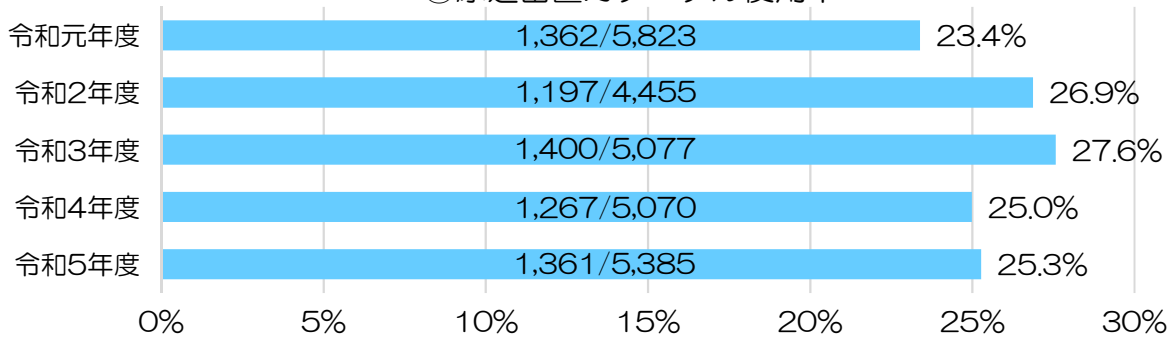 令和元年度 1,362/5,823 23.4%
令和2年度 1,197/4,455 26.9%
令和3年度 1,400/5,077 27.6%
令和4年度 1,267/5,070 25.0%
令和5年度 1,361/5,385 25.3%
0% 5% 10% 15% 20% 25% 30%